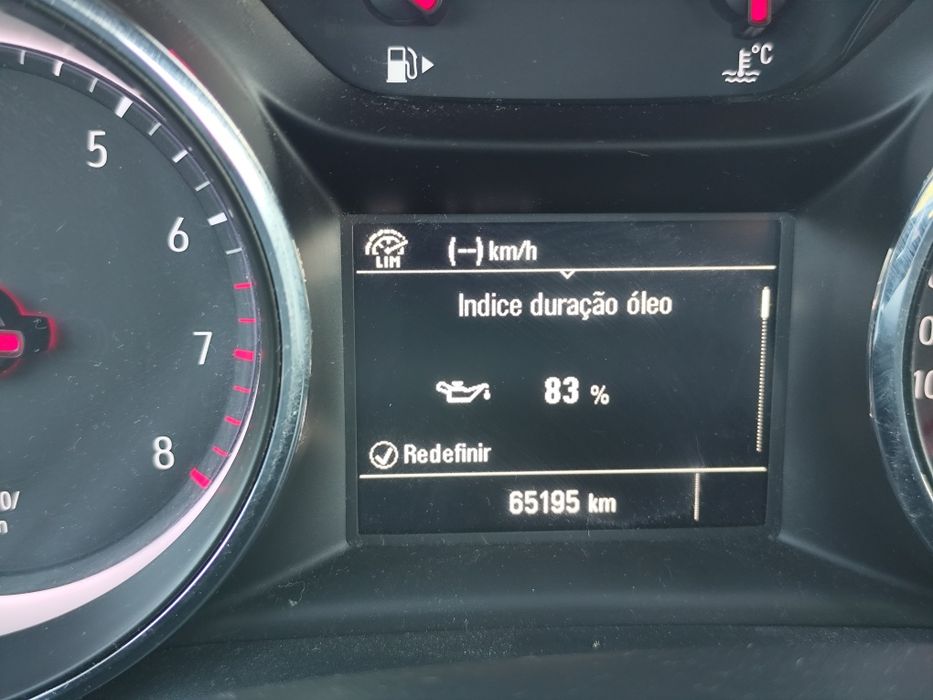 °C
5
6
7
8
LIM (--) km/h
Indice duração óleo
83 %
Redefinir
65195 km